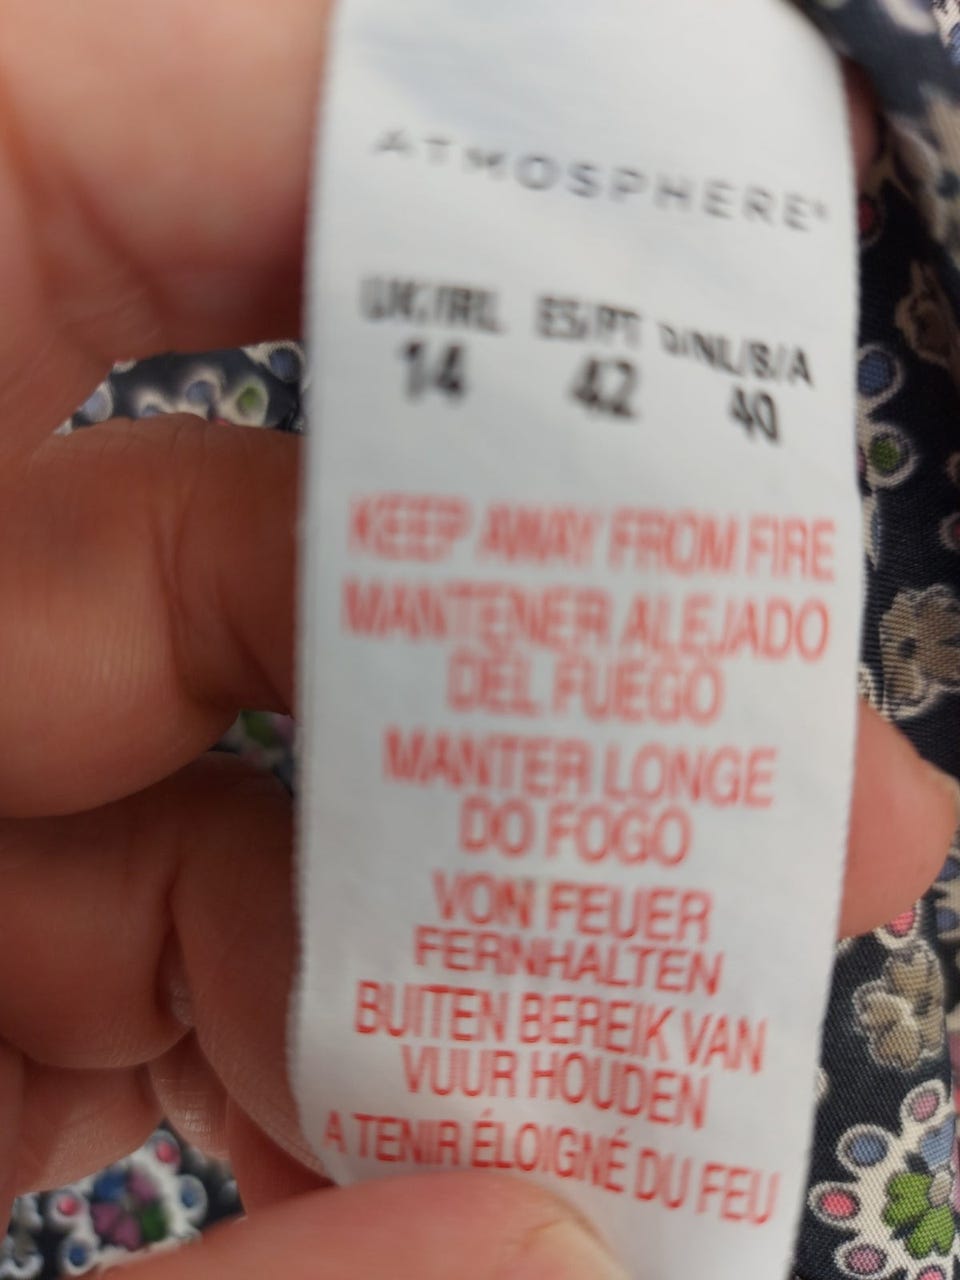 ATMOSPHERE®
UK/IRL ES/PT D/NL/B/A
14 42 40
KEEP AWAY FROM FIRE
MANTENER ALEJADO
DEL FUEGO
MANTER LONGE
DO FOGO
VON FEUER
FERNHALTEN
BUITEN BEREIK VAN
VUUR HOUDEN
A TENIR ÉLOIGNÉ DU FEU